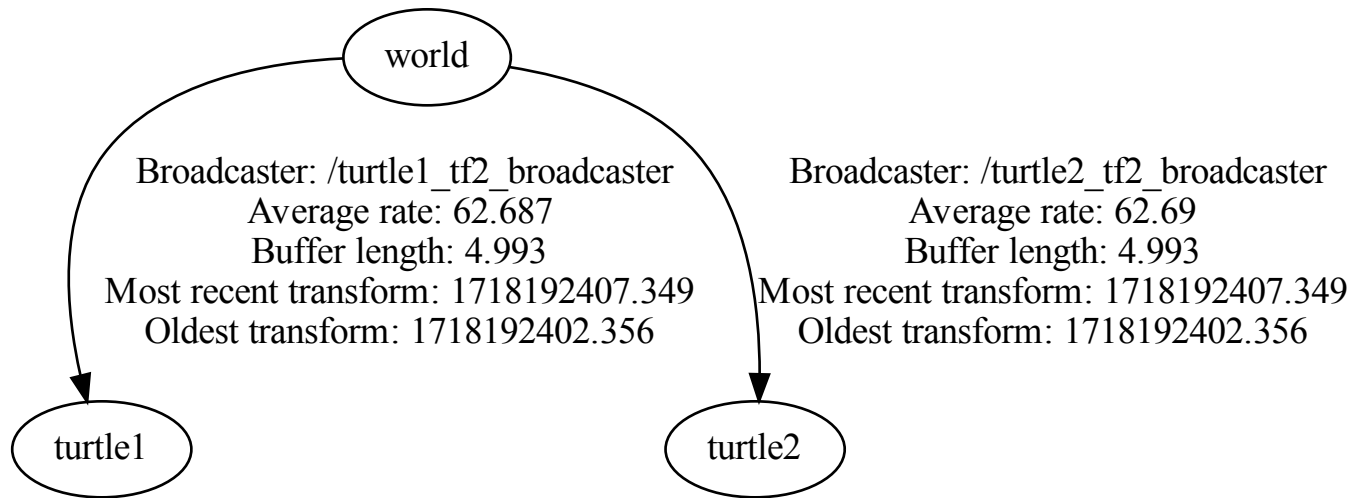 world
Broadcaster: /turtle1_tf2_broadcaster
Average rate: 62.687
Buffer length: 4.993
Most recent transform: 1718192407.349
Oldest transform: 1718192402.356
Broadcaster: /turtle2_tf2_broadcaster
Average rate: 62.69
Buffer length: 4.993
Most recent transform: 1718192407.349
Oldest transform: 1718192402.356
turtle1
turtle2